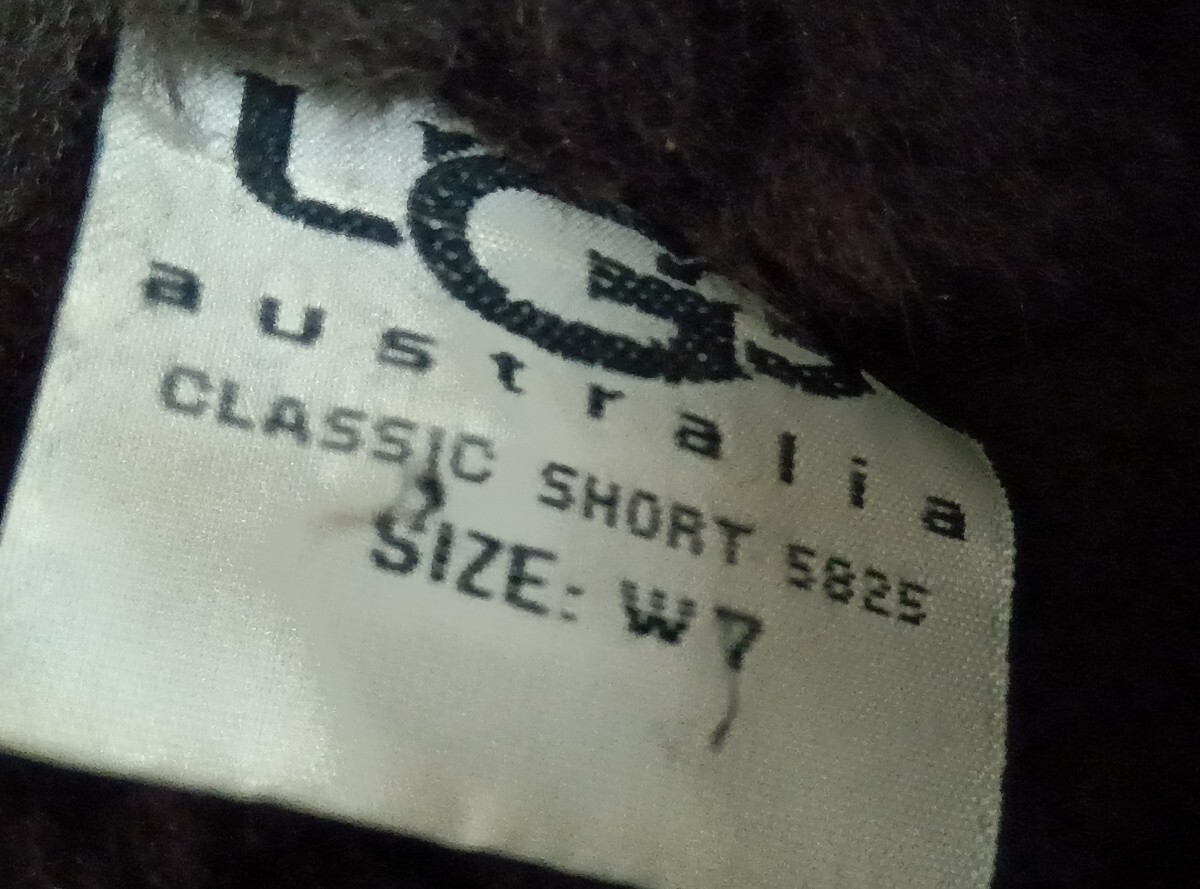 UGG
australia
CLASSIC SHORT 5825
SIZE: W7